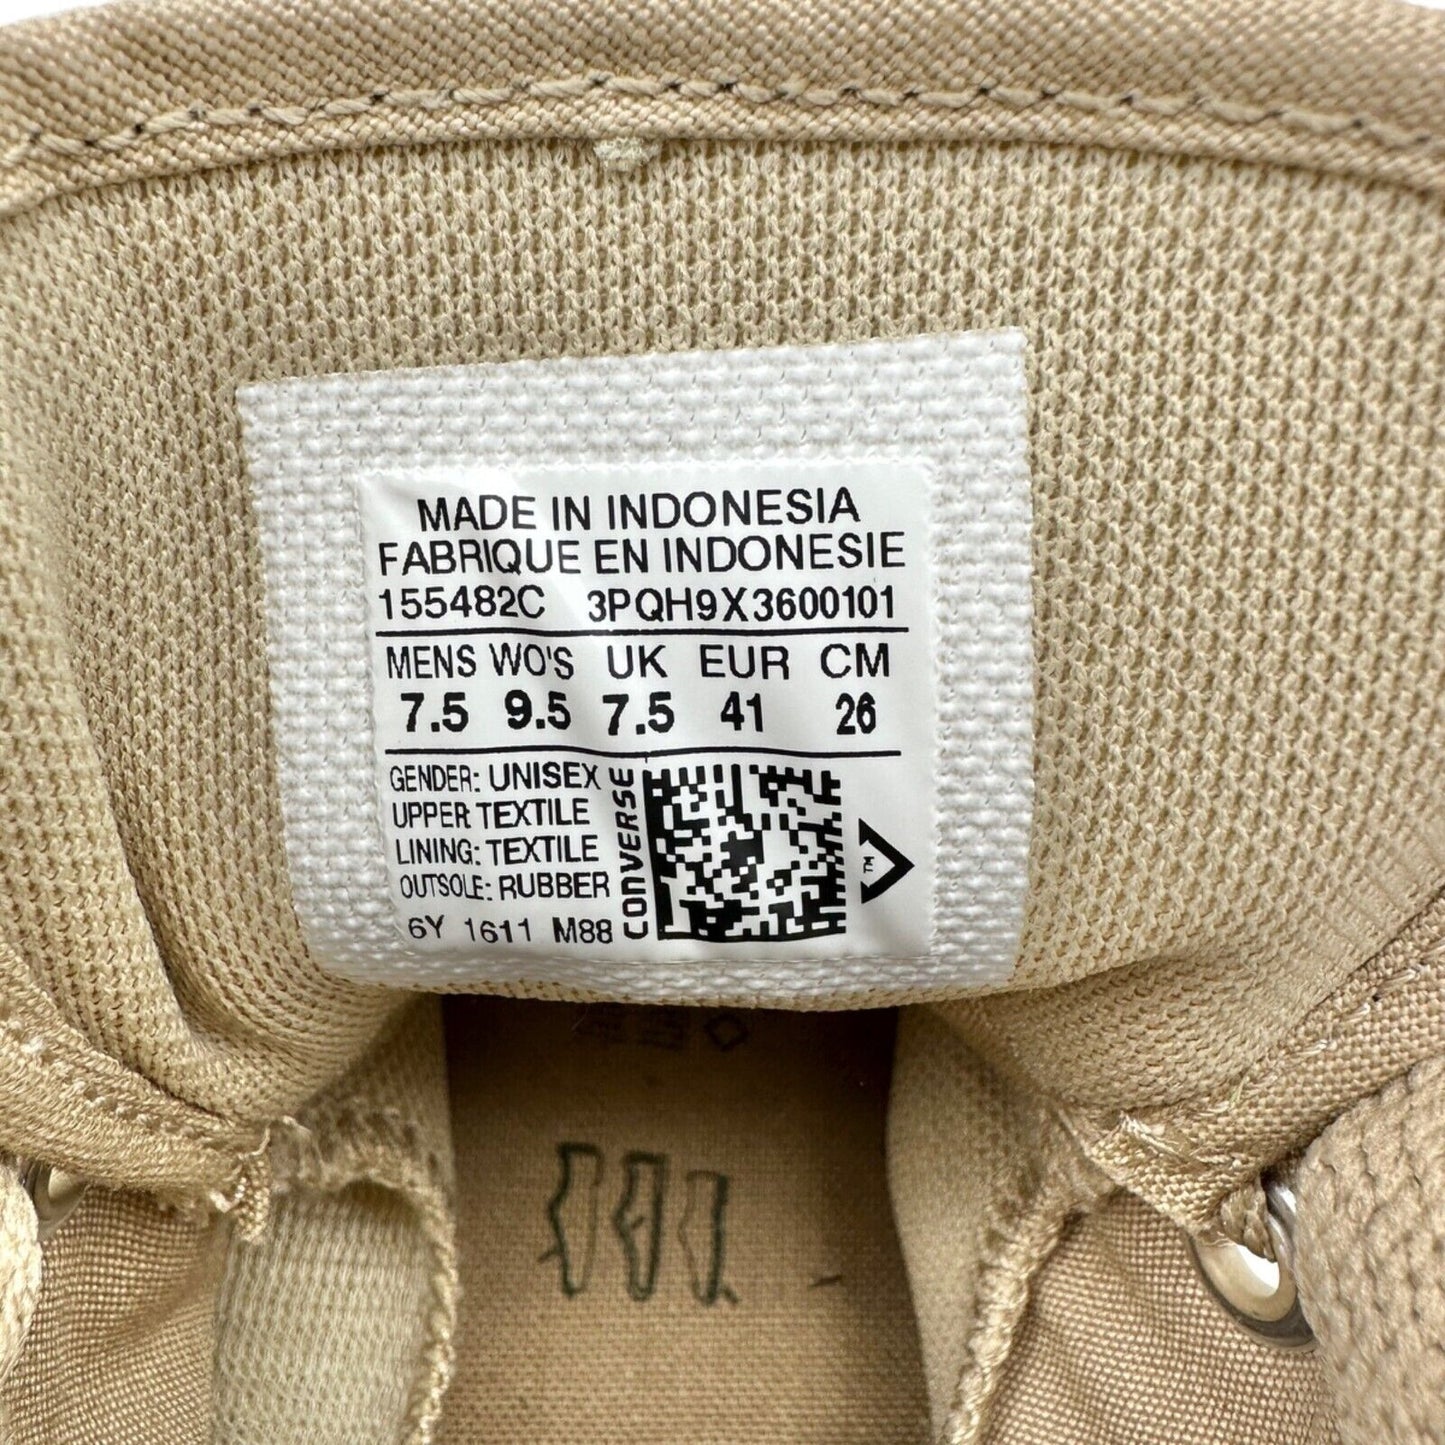 MADE IN INDONESIA
FABRIQUE EN INDONESIE
155482C 3PQH9X3600101
MENS WO'S UK EUR CM
7.5 9.5 7.5 41 26
GENDER: UNISEX
UPPER TEXTILE
LINING: TEXTILE
OUTSOLE: RUBBER
6Y 1611 M88
CONVERSE
TM